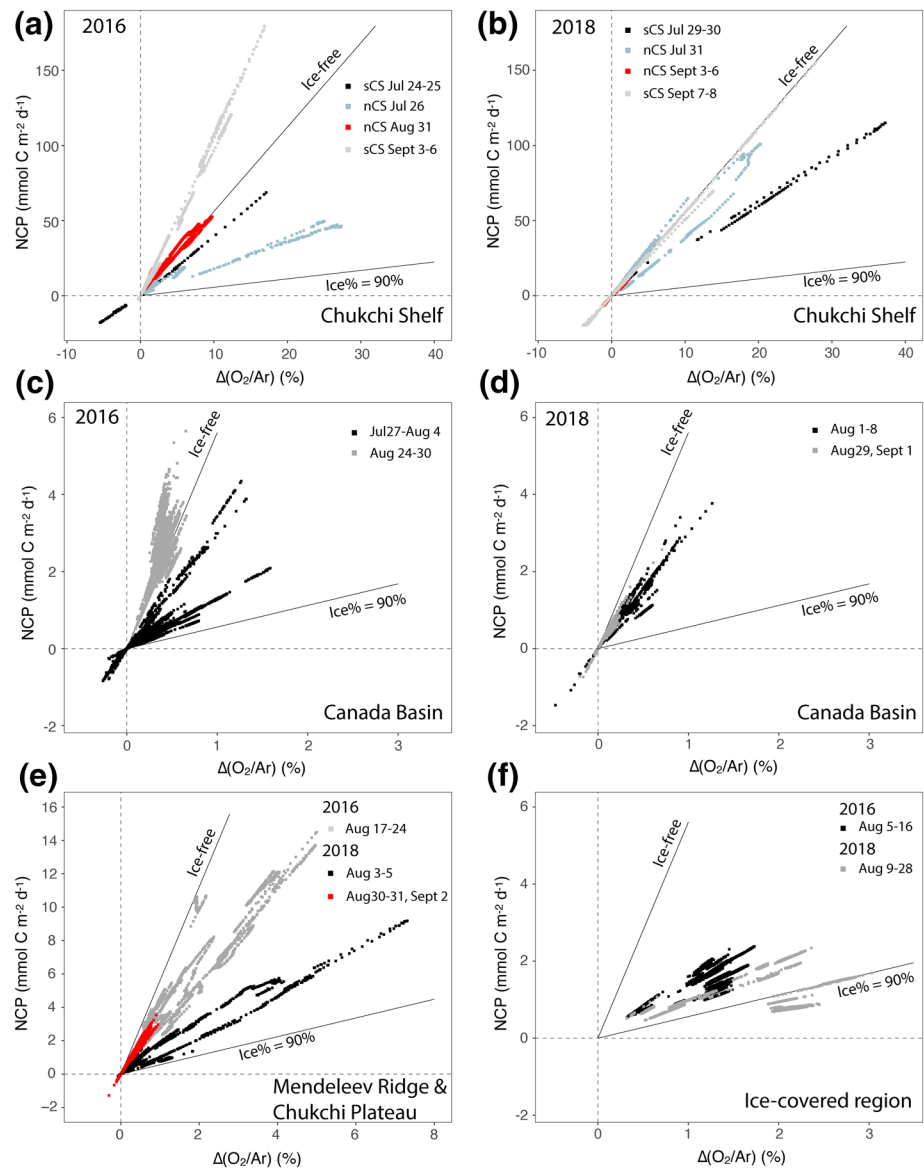 (a)
2016
NCP (mmol C m⁻² d⁻¹)
150
100
50
0
-10
0
10
20
30
40
Δ(O₂/Ar) (%)
Ice-free
sCS Jul 24-25
nCS Jul 26
nCS Aug 31
sCS Sept 3-6
Ice% = 90%
Chukchi Shelf
(b)
2018
NCP (mmol C m⁻² d⁻¹)
150
100
50
0
-10
0
10
20
30
40
Δ(O₂/Ar) (%)
sCS Jul 29-30
nCS Jul 31
nCS Sept 3-6
sCS Sept 7-8
Ice-free
Ice% = 90%
Chukchi Shelf
(c)
2016
NCP (mmol C m⁻² d⁻¹)
6
4
2
0
-2
0
1
2
3
Δ(O₂/Ar) (%)
Ice-free
Jul27-Aug 4
Aug 24-30
Ice% = 90%
Canada Basin
(d)
2018
NCP (mmol C m⁻² d⁻¹)
6
4
2
0
-2
0
1
2
3
Δ(O₂/Ar) (%)
Ice-free
Aug 1-8
Aug29, Sept 1
Ice% = 90%
Canada Basin
(e)
NCP (mmol C m⁻² d⁻¹)
16
14
12
10
8
6
4
2
0
−2
0
2
4
6
8
Δ(O₂/Ar) (%)
Ice-free
2016
Aug 17-24
2018
Aug 3-5
Aug30-31, Sept 2
Ice% = 90%
Mendeleev Ridge &
Chukchi Plateau
(f)
NCP (mmol C m⁻² d⁻¹)
6
4
2
0
-2
0
1
2
3
Δ(O₂/Ar) (%)
Ice-free
2016
Aug 5-16
2018
Aug 9-28
Ice% = 90%
Ice-covered region